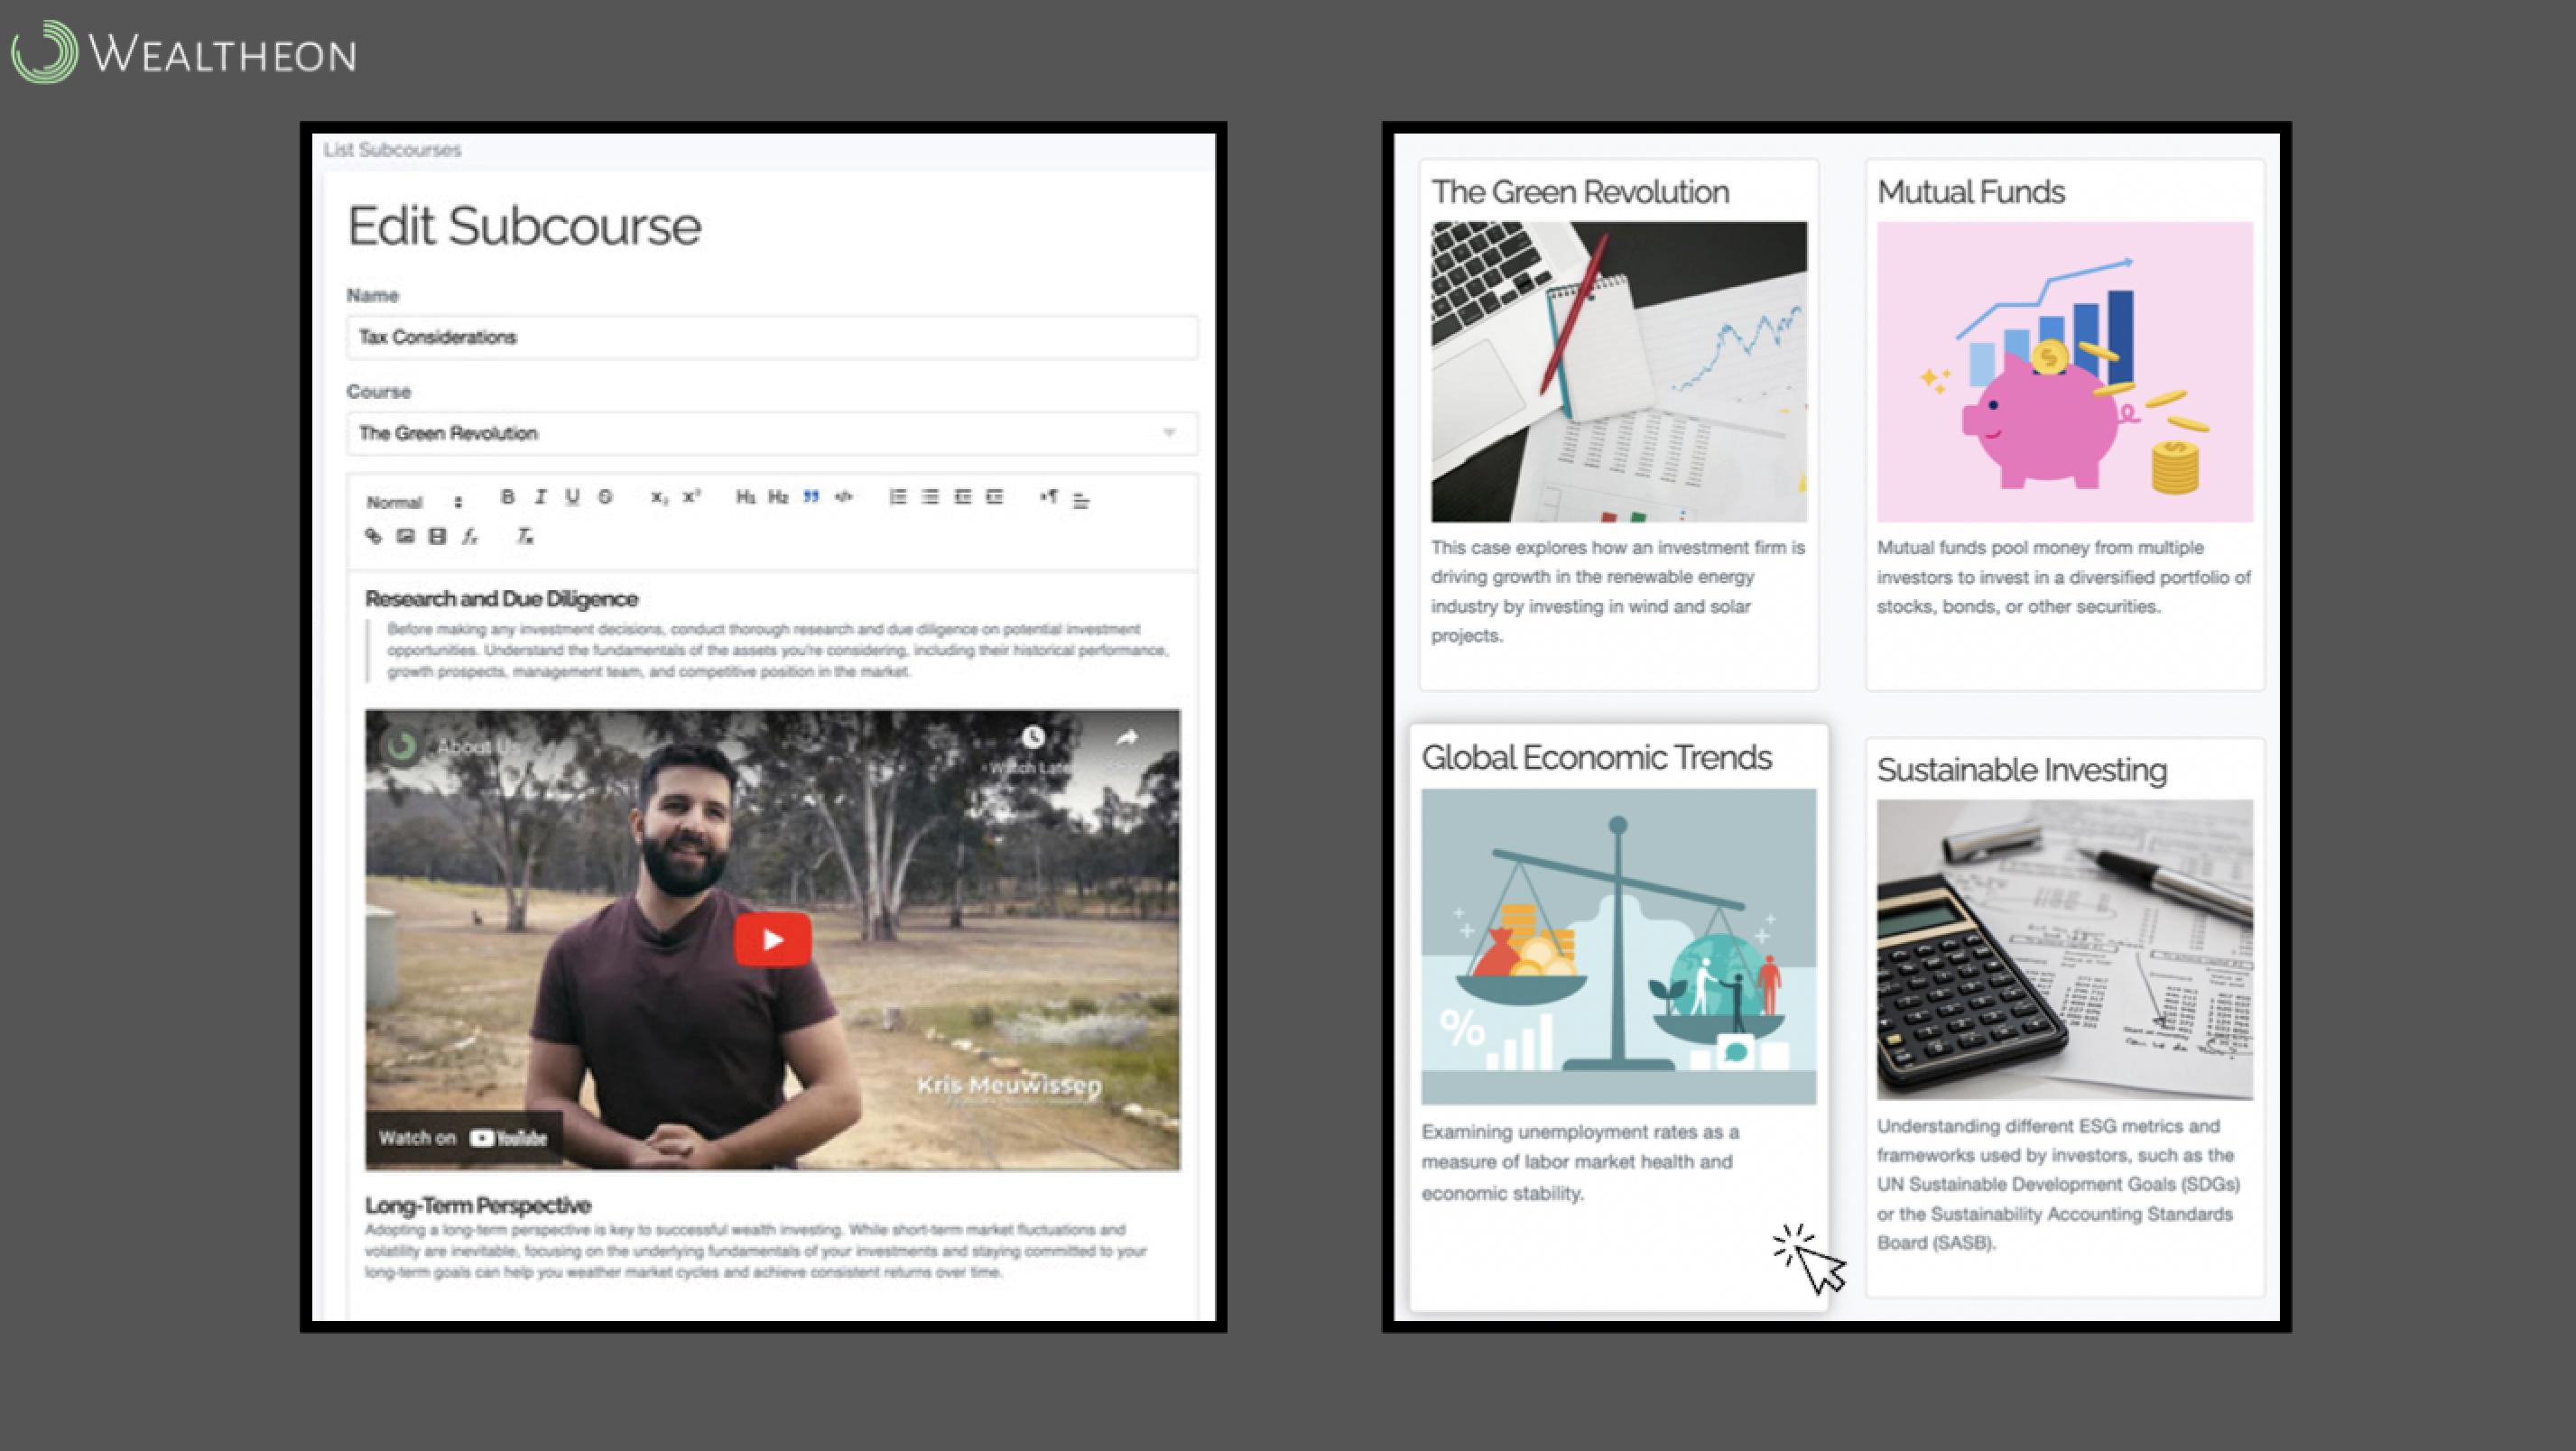 WEALTHEON
List Subcourses
Edit Subcourse
Name
Tax Considerations
Course
The Green Revolution
Normal
Research and Due Diligence
Before making any investment decisions, conduct thorough research and due diligence on potential investment
opportunities. Understand the fundamentals of the assets you're considering, including their historical performance,
growth prospects, management team, and competitive position in the market.
About Us
Watch Later
Kris Meuwissen
Watch on YouTube
Long-Term Perspective
Adopting a long-term perspective is key to successful wealth investing. While short-term market fluctuations and
volatility are inevitable, focusing on the underlying fundamentals of your investments and staying committed to your
long-term goals can help you weather market cycles and achieve consistent returns over time.
The Green Revolution
This case explores how an investment firm is
driving growth in the renewable energy
industry by investing in wind and solar
projects.
Mutual Funds
Mutual funds pool money from multiple
investors to invest in a diversified portfolio of
stocks, bonds, or other securities.
Global Economic Trends
%
Examining unemployment rates as a
measure of labor market health and
economic stability.
Sustainable Investing
Understanding different ESG metrics and
frameworks used by investors, such as the
UN Sustainable Development Goals (SDGs)
or the Sustainability Accounting Standards
Board (SASB).